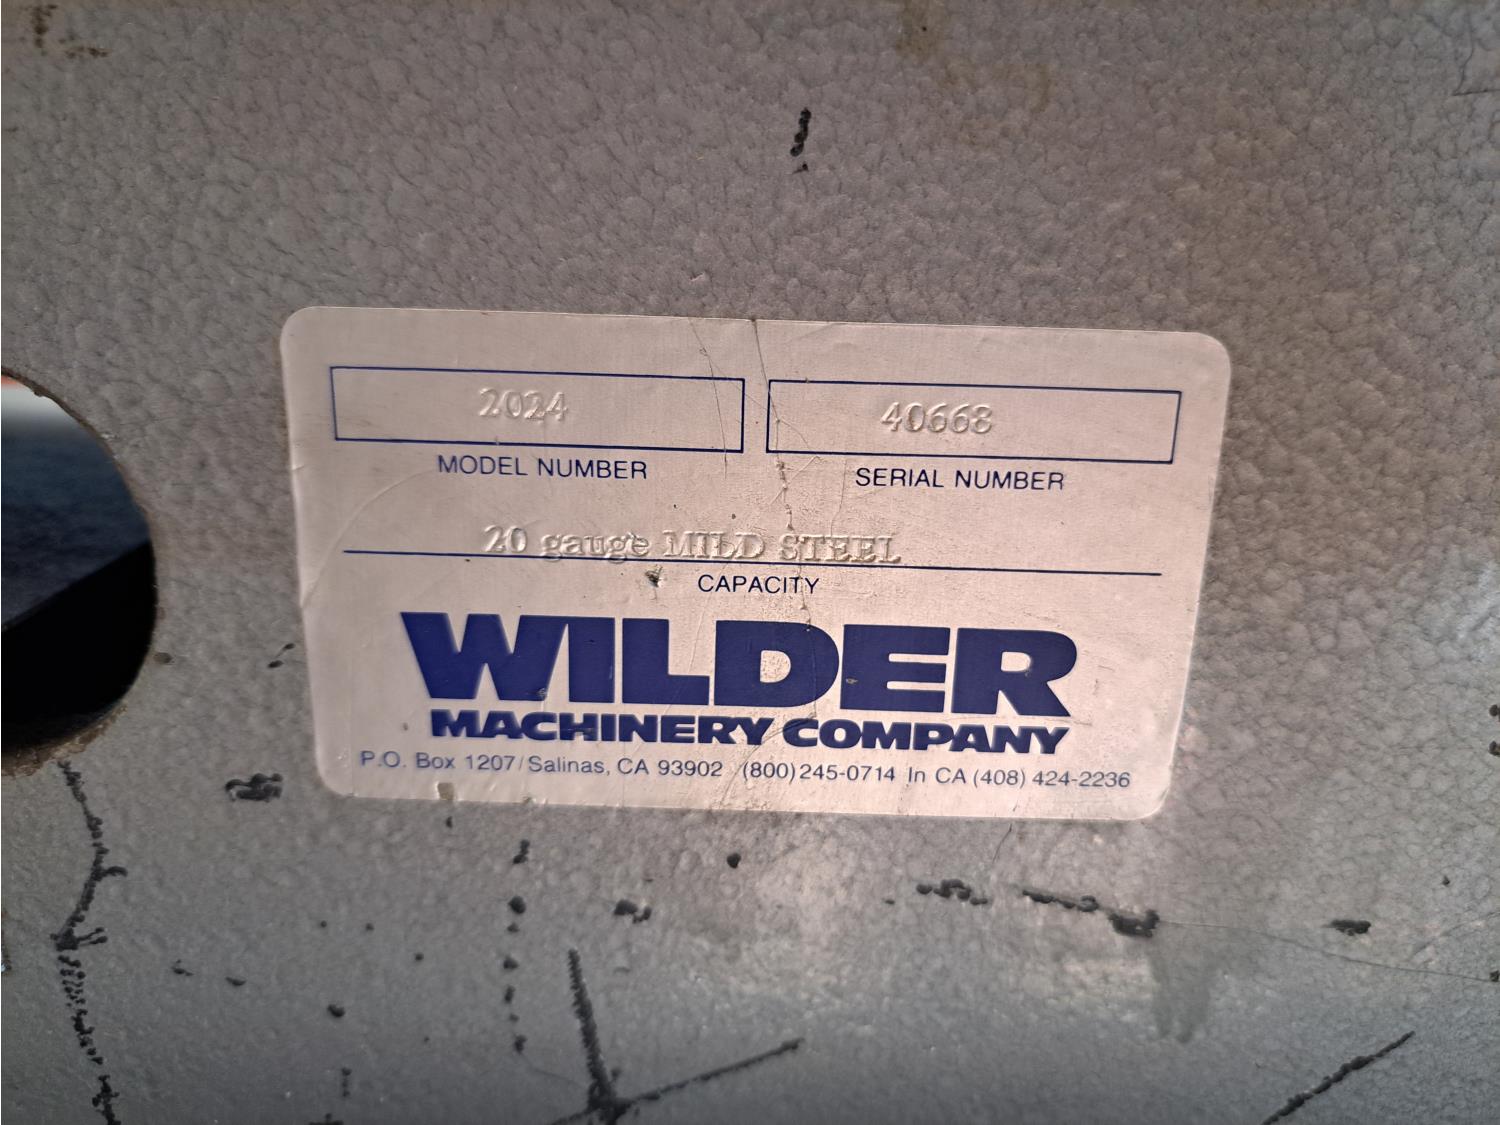 2024 40668
MODEL NUMBER SERIAL NUMBER
20 gauge MILD STEEL
CAPACITY
WILDER
MACHINERY COMPANY
P.O. Box 1207/Salinas, CA 93902 (800)245-0714 In CA (408) 424-2236